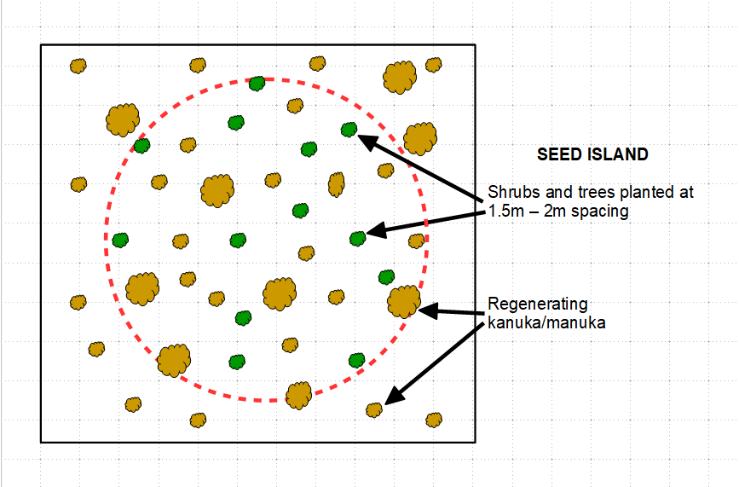 SEED ISLAND
Shrubs and trees planted at
1.5m – 2m spacing
Regenerating
kanuka/manuka